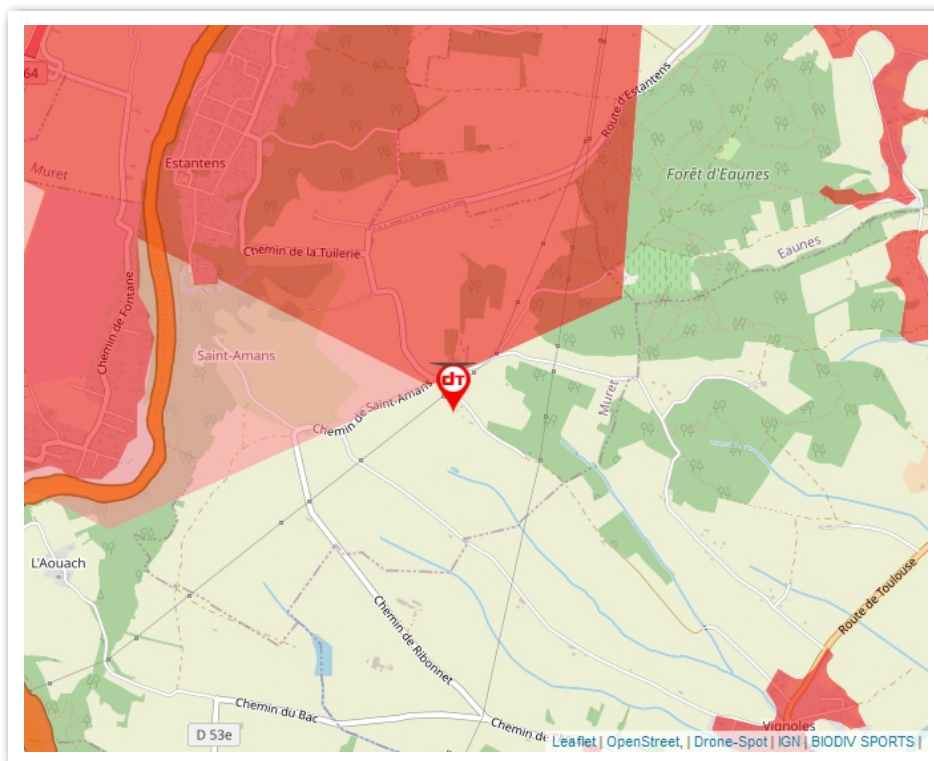 64
Route d'Estantens
Estantens
Muret
Forêt d'Eaunes
Chemin de la Tuilerie
Eaunes
Chemin de Fontane
Saint-Amans
dT
Chemin de Saint-Amans
Muret
L'Aouach
Route de Toulouse
Chemin de Ribonnet
Chemin du Bac
Vignoles
D 53e
Chemin de
Leaflet | OpenStreet, | Drone-Spot | IGN | BIODIV SPORTS |